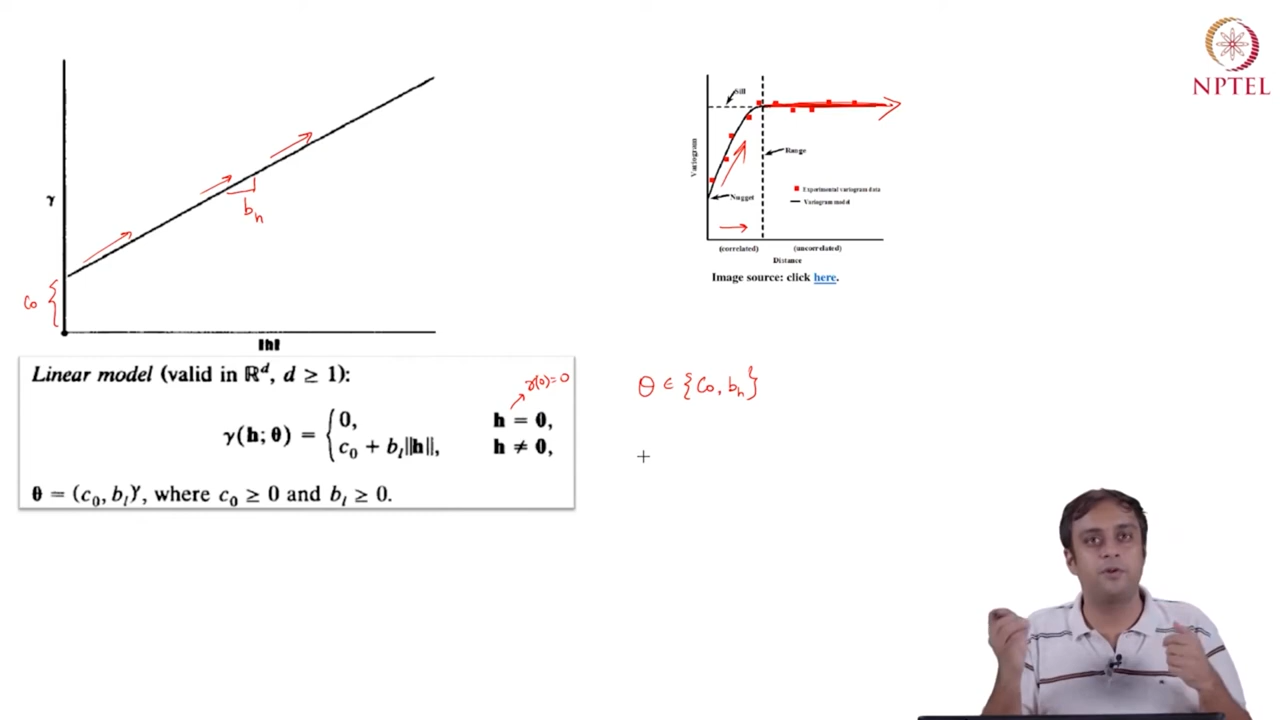 NPTEL
γ
b_h
c₀
|h|
Sill
Variogram
Range
Nugget
Experimental variogram data
Variogram model
(correlated)
(uncorrelated)
Distance
Image source: click here.
Linear model (valid in ℝᵈ, d ≥ 1):
γ(0)=0
γ(h; θ) = { 0, h = 0,
c₀ + b_l||h||, h ≠ 0,
θ = (c₀, b_l)′, where c₀ ≥ 0 and b_l ≥ 0.
θ ∈ {c₀, b_h}